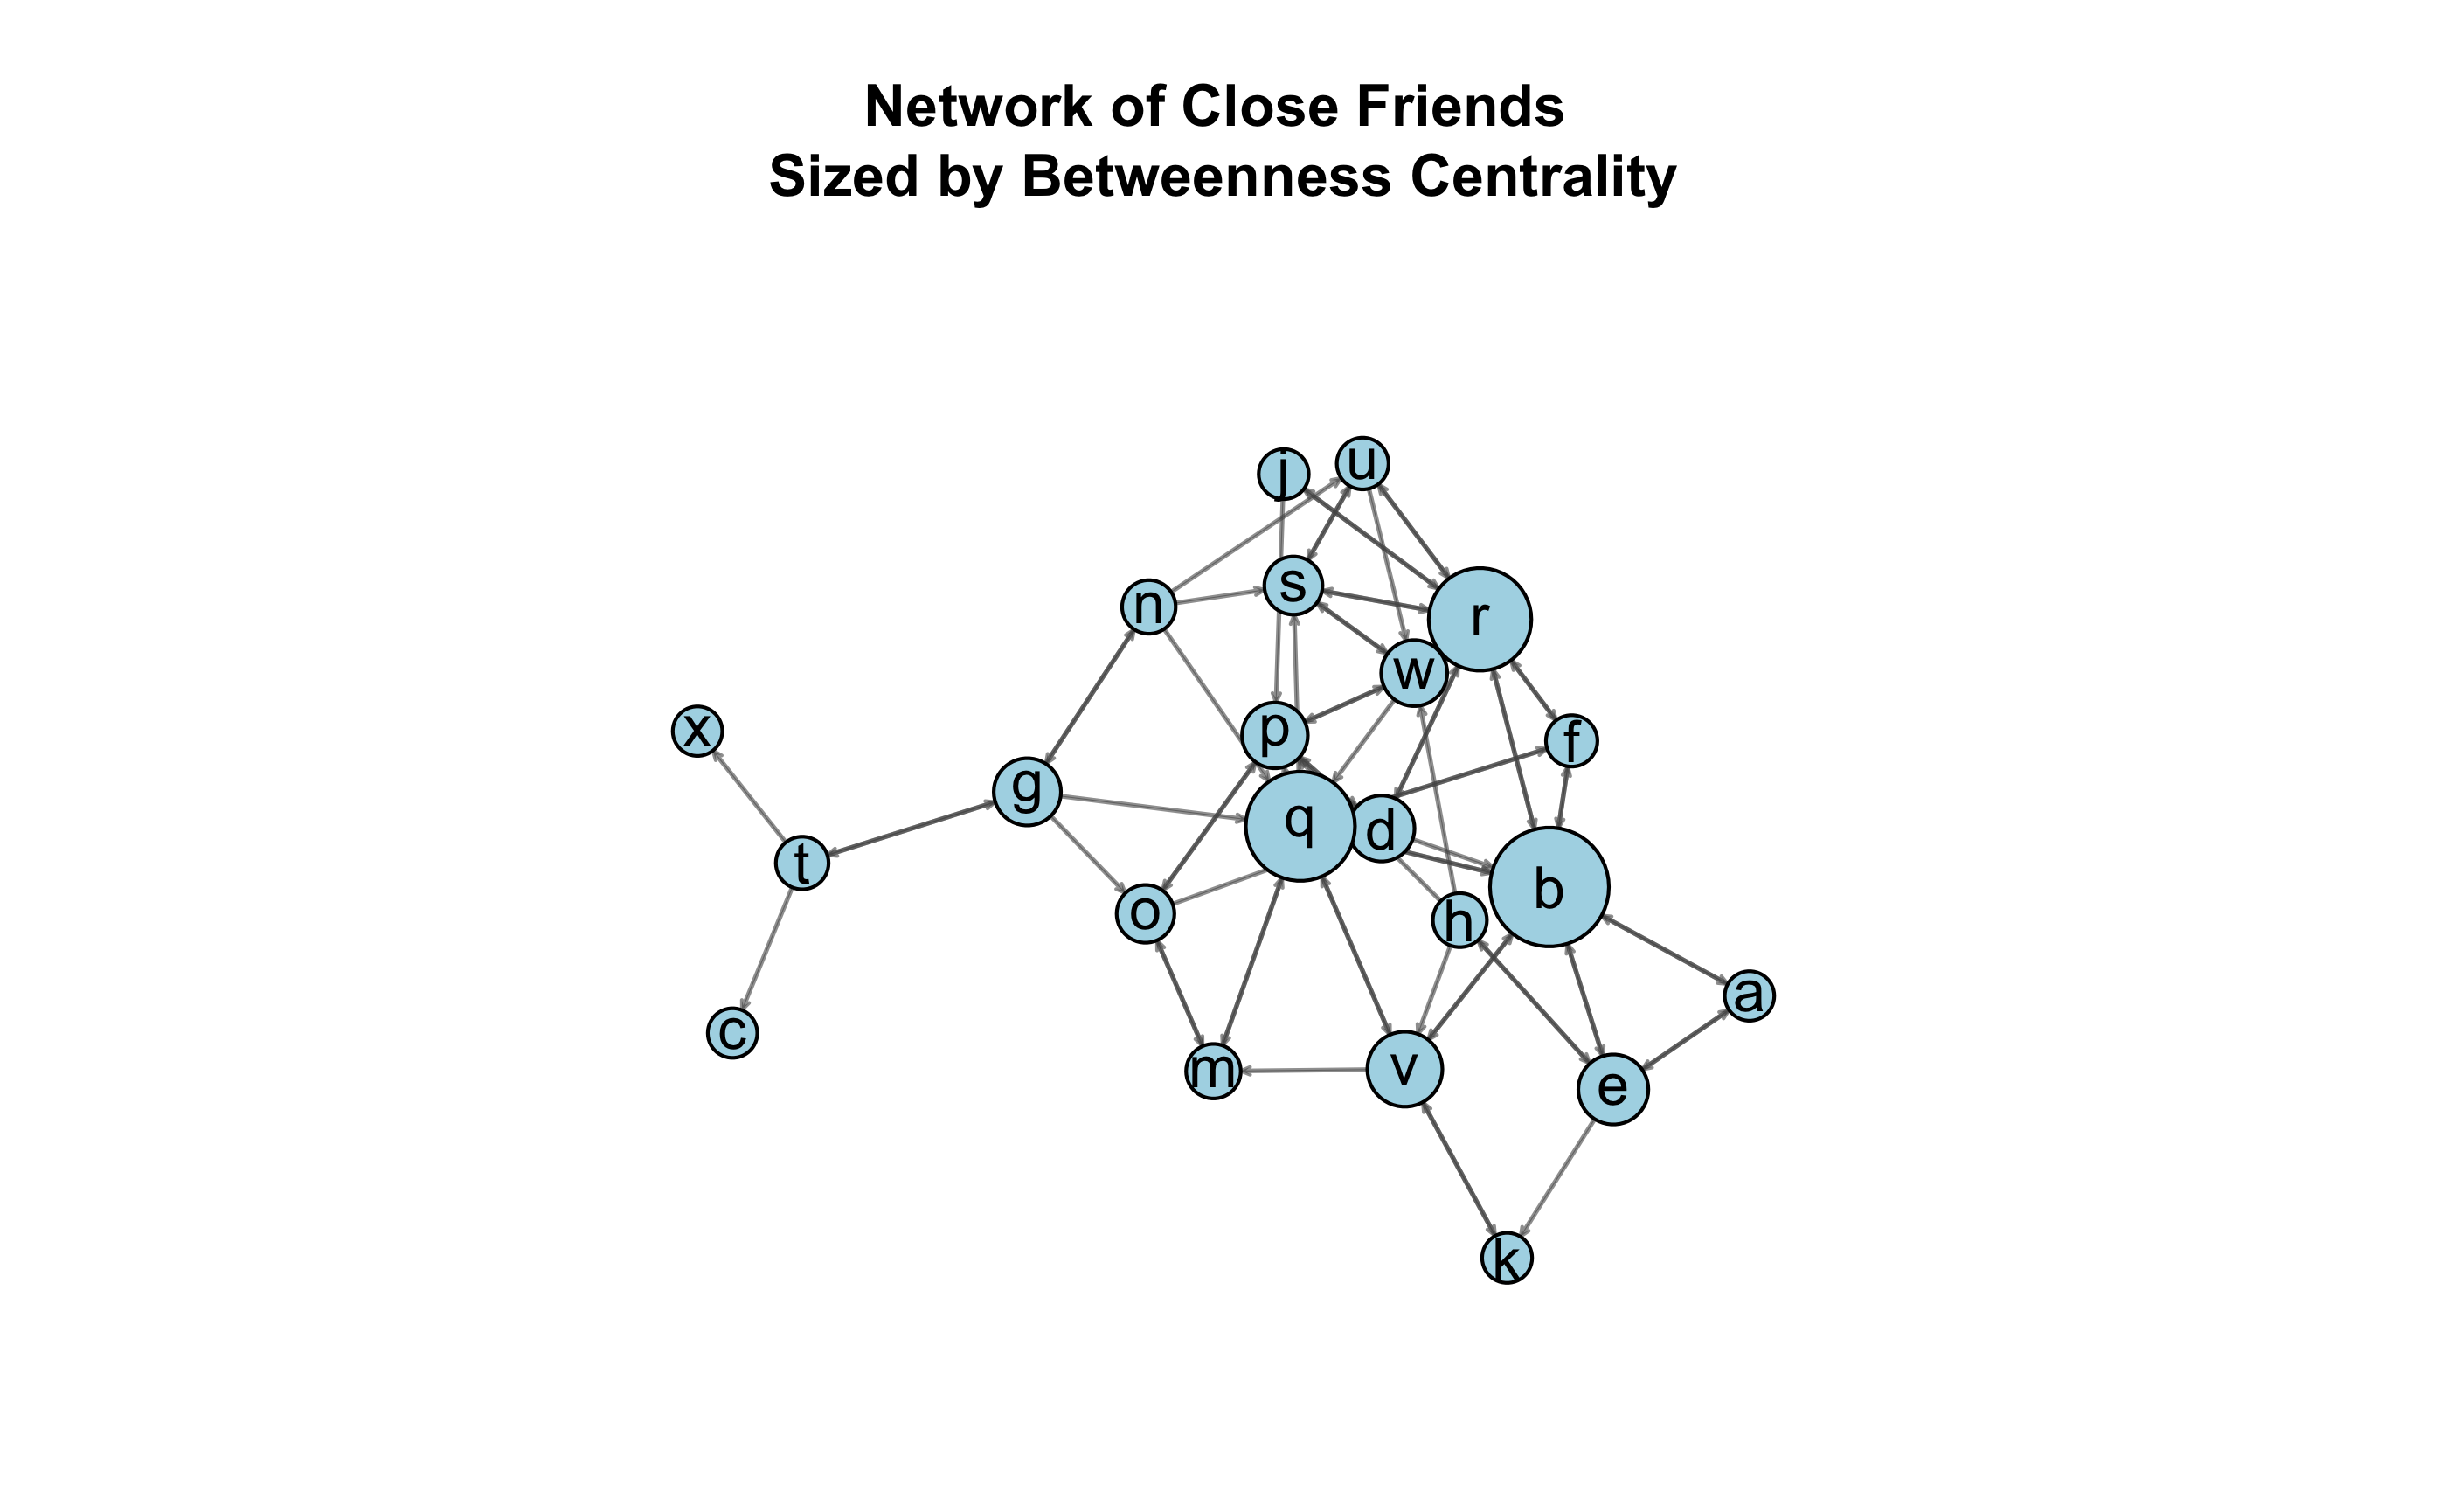 Network of Close Friends
Sized by Betweenness Centrality
j
u
s
n
r
w
p
f
x
g
q
d
t
b
h
o
a
c
m
v
e
k